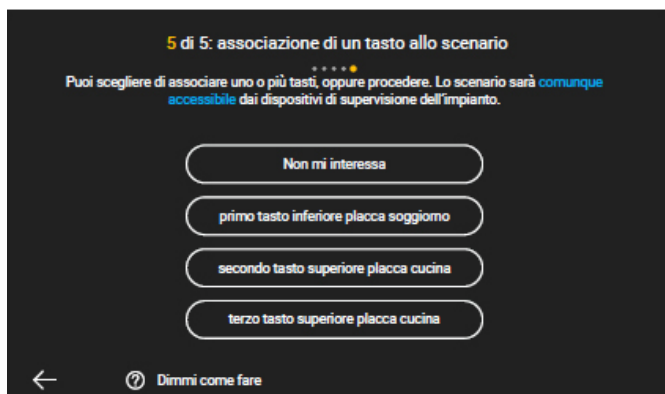 5 di 5: associazione di un tasto allo scenario
Puoi scegliere di associare uno o più tasti, oppure procedere. Lo scenario sarà comunque
accessibile dai dispositivi di supervisione dell'impianto.
Non mi interessa
primo tasto inferiore placca soggiorno
secondo tasto superiore placca cucina
terzo tasto superiore placca cucina
? Dimmi come fare